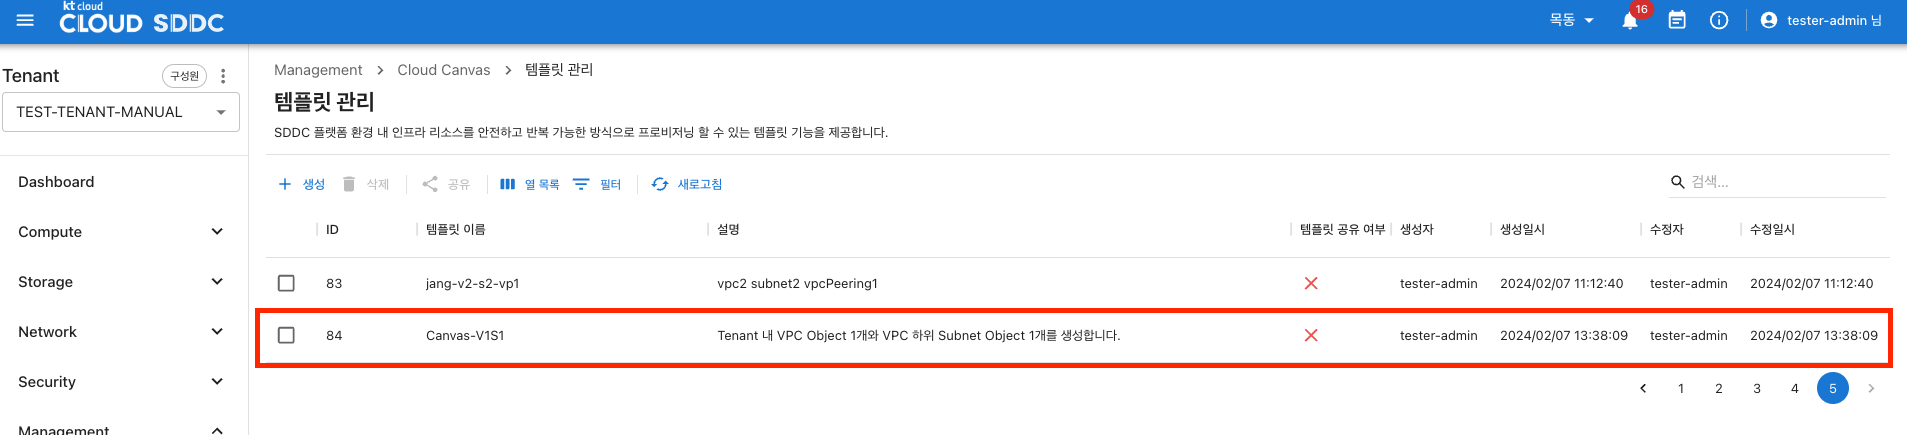 kt cloud
CLOUD SDDC
목동
16
tester-admin 님
Tenant
구성원
TEST-TENANT-MANUAL
Dashboard
Compute
Storage
Network
Security
Management
Management > Cloud Canvas > 템플릿 관리
템플릿 관리
SDDC 플랫폼 환경 내 인프라 리소스를 안전하고 반복 가능한 방식으로 프로비저닝 할 수 있는 템플릿 기능을 제공합니다.
생성 삭제 공유 열 목록 필터 새로고침 검색...
ID 템플릿 이름 설명 템플릿 공유 여부 생성자 생성일시 수정자 수정일시
83 jang-v2-s2-vp1 vpc2 subnet2 vpcPeering1 tester-admin 2024/02/07 11:12:40 tester-admin 2024/02/07 11:12:40
84 Canvas-V1S1 Tenant 내 VPC Object 1개와 VPC 하위 Subnet Object 1개를 생성합니다. tester-admin 2024/02/07 13:38:09 tester-admin 2024/02/07 13:38:09
1 2 3 4 5